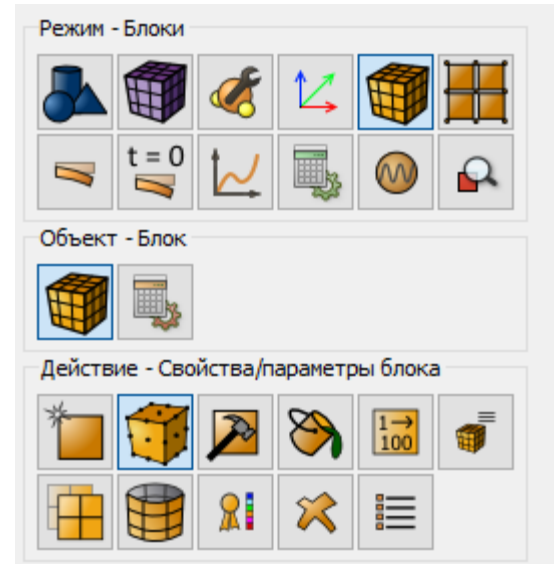 Режим - Блоки
t = 0
Объект - Блок
Действие - Свойства/параметры блока
1→
100